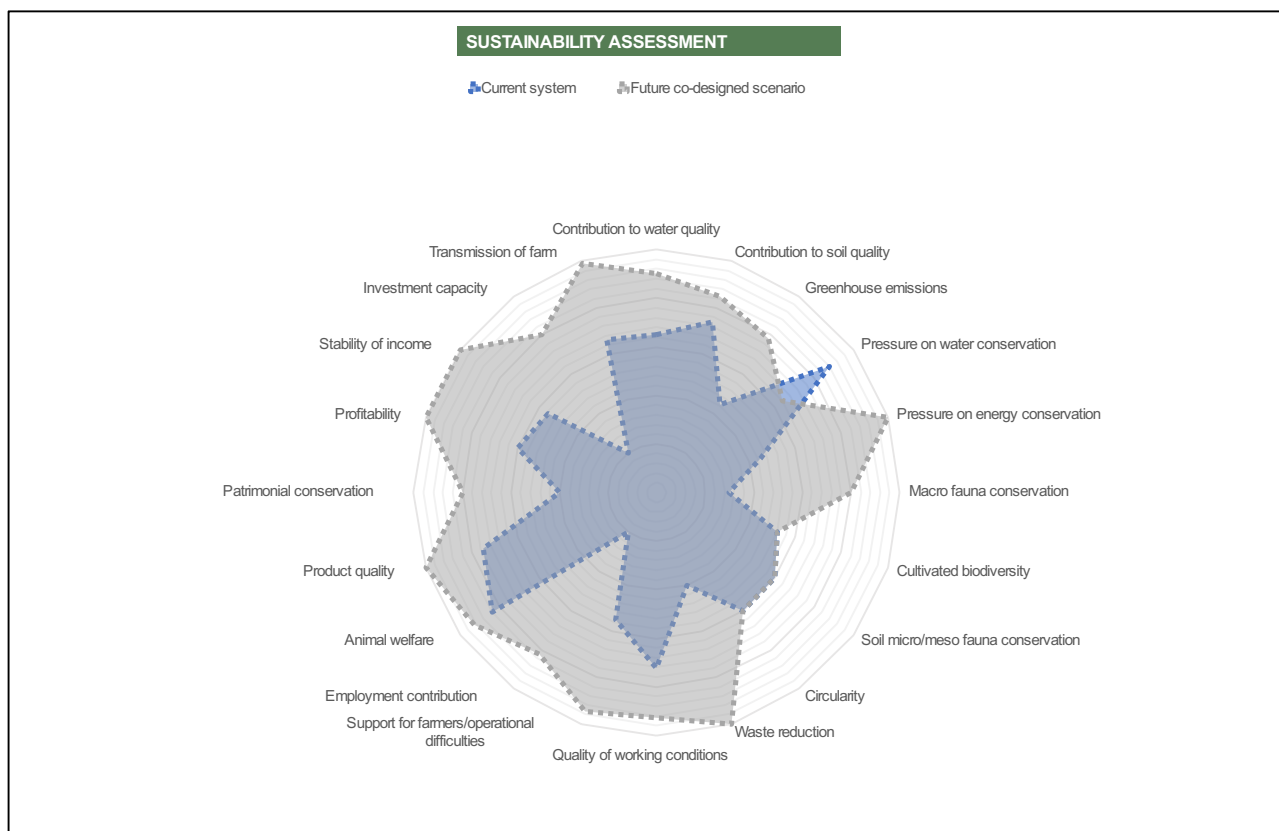 SUSTAINABILITY ASSESSMENT
Current system
Future co-designed scenario
Contribution to water quality
Contribution to soil quality
Greenhouse emissions
Pressure on water conservation
Pressure on energy conservation
Macro fauna conservation
Cultivated biodiversity
Soil micro/meso fauna conservation
Circularity
Waste reduction
Quality of working conditions
Support for farmers/operational
difficulties
Employment contribution
Animal welfare
Product quality
Patrimonial conservation
Profitability
Stability of income
Investment capacity
Transmission of farm